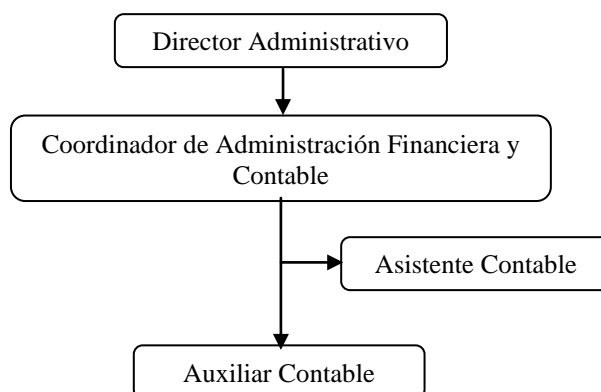 Director Administrativo
Coordinador de Administración Financiera y
Contable
Asistente Contable
Auxiliar Contable